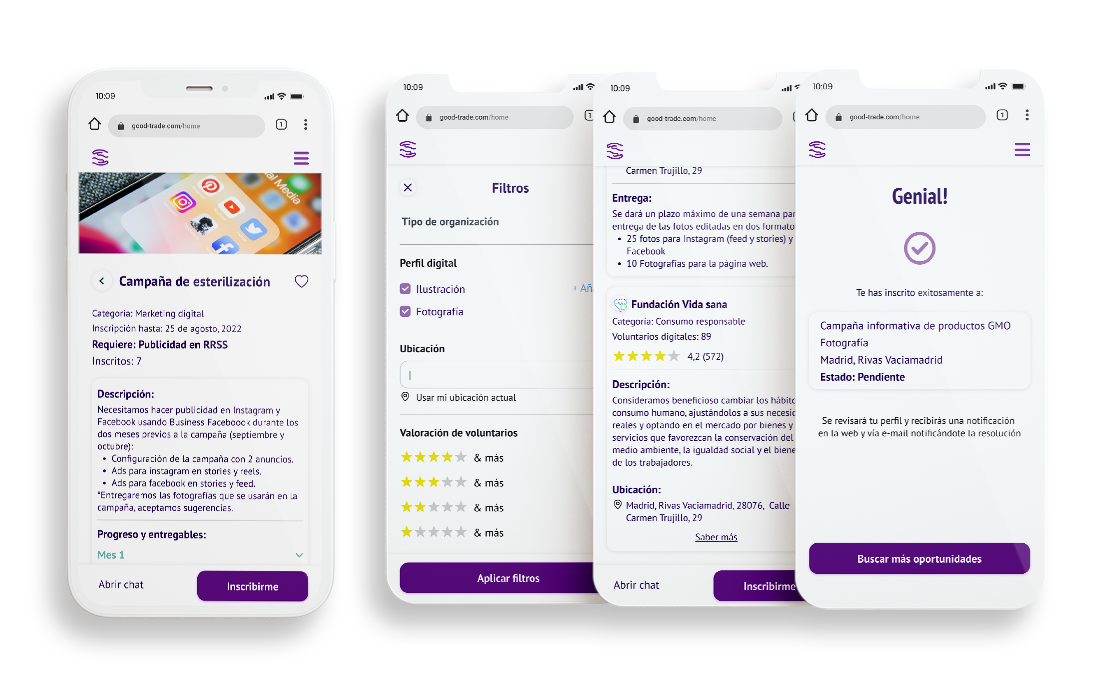 10:09
good-trade.com/home
1
Social Media
Campaña de esterilización
Categoria: Marketing digital
Inscripción hasta: 25 de agosto, 2022
Requiere: Publicidad en RRSS
Inscritos: 7
Descripción:
Necesitamos hacer publicidad en Instagram y
Facebook usando Business Faceboock durante los
dos meses previos a la campaña (septiembre y
octubre):
• Configuración de la campaña con 2 anuncios.
• Ads para instagram en stories y reels.
• Ads para facebook en stories y feed.
*Entregaremos las fotografías que se usarán en la
campaña, aceptamos sugerencias.
Progreso y entregables:
Mes 1
Abrir chat
Inscribirme
10:09
good-trade.com/home
1
Filtros
Tipo de organización
Perfil digital
Ilustración
+ Añ
Fotografía
Ubicación
Usar mi ubicación actual
Valoración de voluntarios
& más
& más
& más
& más
Aplicar filtros
10:09
good-trade.com/home
Carmen Trujillo, 29
Entrega:
Se dará un plazo máximo de una semana par
entrega de las fotos editadas en dos formato
• 25 fotos para Instagram (feed y stories) y
Facebook
• 10 Fotografías para la página web.
Fundación Vida sana
Categoría: Consumo responsable
Voluntarios digitales: 89
4,2 (572)
Descripción:
Consideramos beneficioso cambiar los hábito
consumo humano, ajustándolos a sus necesid
reales y optando en el mercado por bienes y
servicios que favorezcan la conservación del
medio ambiente, la igualdad social y el biene
de los trabajadores.
Ubicación:
Madrid, Rivas Vaciamadrid, 28076, Calle
Carmen Trujillo, 29
Saber más
Abrir chat
Inscribirme
10:09
good-trade.com/home
1
Genial!
Te has inscrito exitosamente a:
Campaña informativa de productos GMO
Fotografía
Madrid, Rivas Vaciamadrid
Estado: Pendiente
Se revisará tu perfil y recibirás una notificación
en la web y vía e-mail notificándote la resolución
Buscar más oportunidades